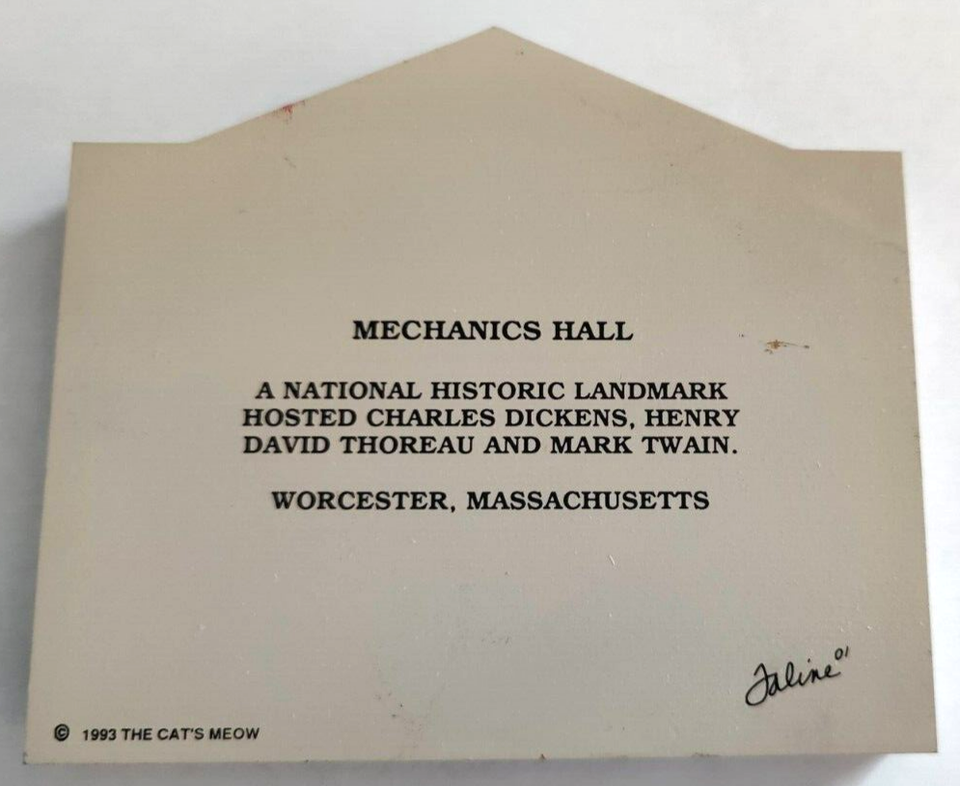 MECHANICS HALL
A NATIONAL HISTORIC LANDMARK
HOSTED CHARLES DICKENS, HENRY
DAVID THOREAU AND MARK TWAIN.
WORCESTER, MASSACHUSETTS
Faline 01
© 1993 THE CAT'S MEOW